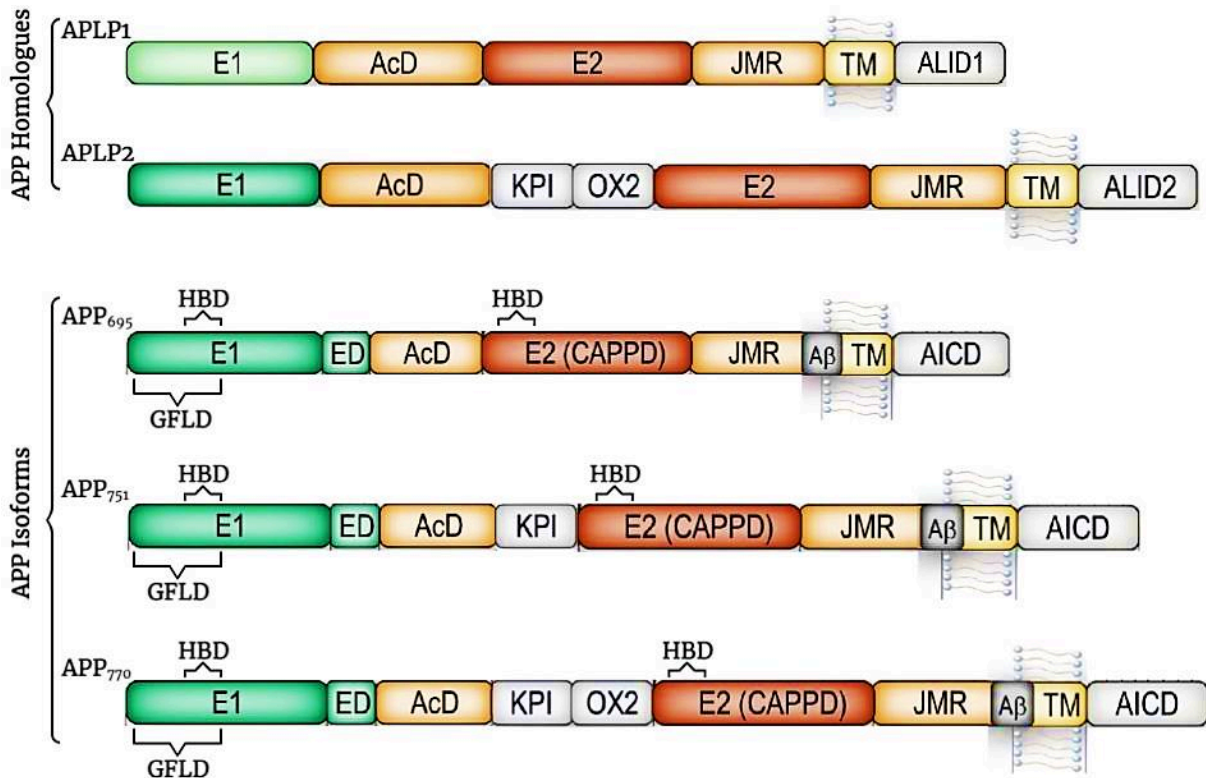 APP Homologues
APLP1
E1 AcD E2 JMR TM ALID1
APLP2
E1 AcD KPI OX2 E2 JMR TM ALID2
APP Isoforms
APP₆₉₅
HBD HBD
E1 ED AcD E2 (CAPPD) JMR Aβ TM AICD
GFLD
APP₇₅₁
HBD HBD
E1 ED AcD KPI E2 (CAPPD) JMR Aβ TM AICD
GFLD
APP₇₇₀
HBD HBD
E1 ED AcD KPI OX2 E2 (CAPPD) JMR Aβ TM AICD
GFLD